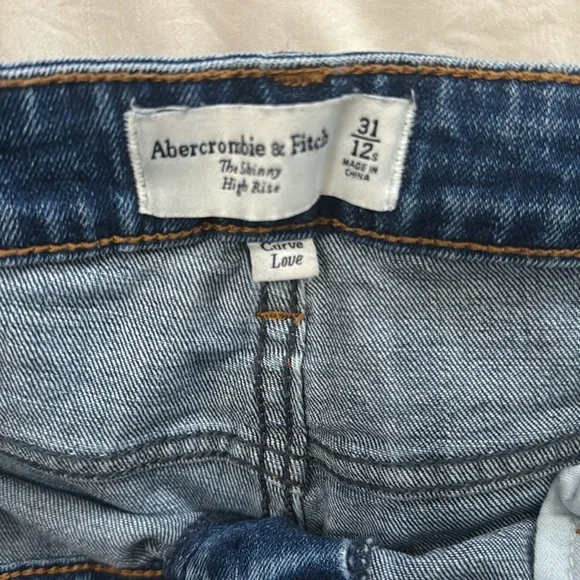 Abercrombie & Fitch
The Skinny
High Rise
31
12s
MADE IN
CHINA
Curve
Love